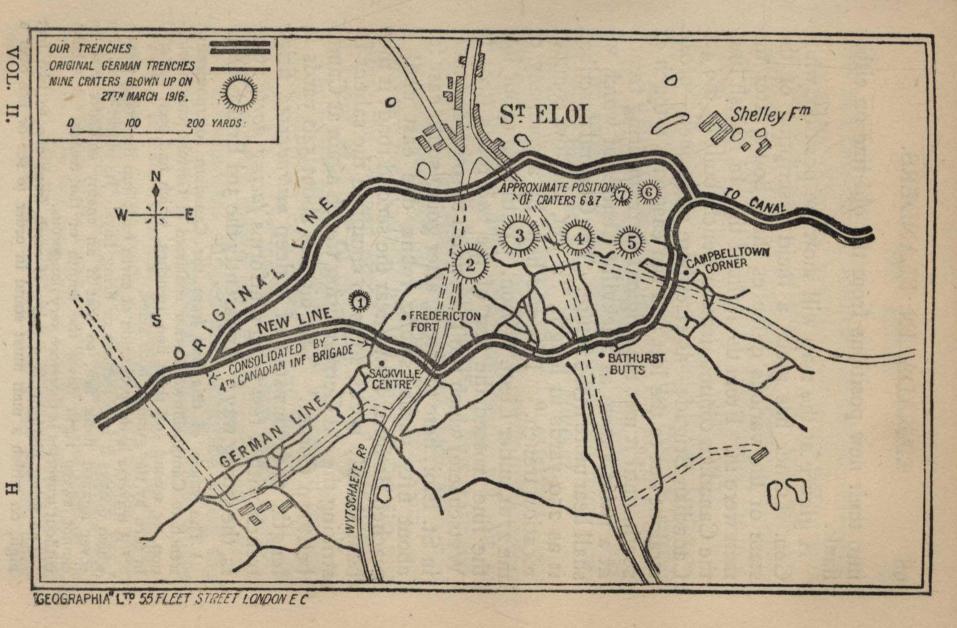 VOL. II.
H
OUR TRENCHES
ORIGINAL GERMAN TRENCHES
MINE CRATERS BLOWN UP ON
27TH MARCH 1916.
0 100 200 YARDS
N
W E
S
ST ELOI
Shelley Fm
APPROXIMATE POSITION
OF CRATERS 6 & 7
7
6
TO CANAL
ORIGINAL LINE
3
4
5
2
1
CAMPBELLTOWN
CORNER
NEW LINE
FREDERICTON
FORT
CONSOLIDATED BY
4TH CANADIAN INF BRIGADE
SACKVILLE
CENTRE
BATHURST
BUTTS
GERMAN LINE
WYTSCHAETE RD
"GEOGRAPHIA" LTD 55 FLEET STREET LONDON E C